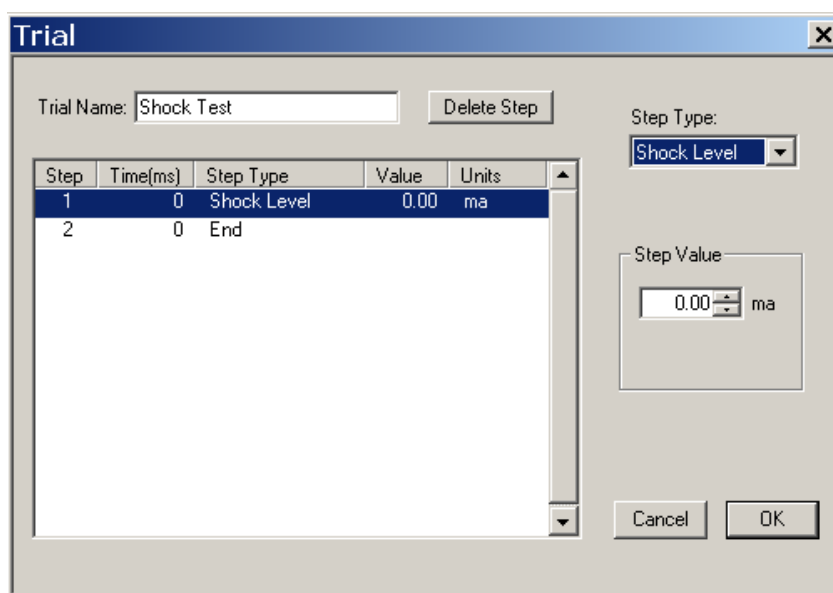 Trial
Trial Name: Shock Test Delete Step
Step Type:
Shock Level
Step Time(ms) Step Type Value Units
1 0 Shock Level 0.00 ma
2 0 End
Step Value
0.00 ma
Cancel OK